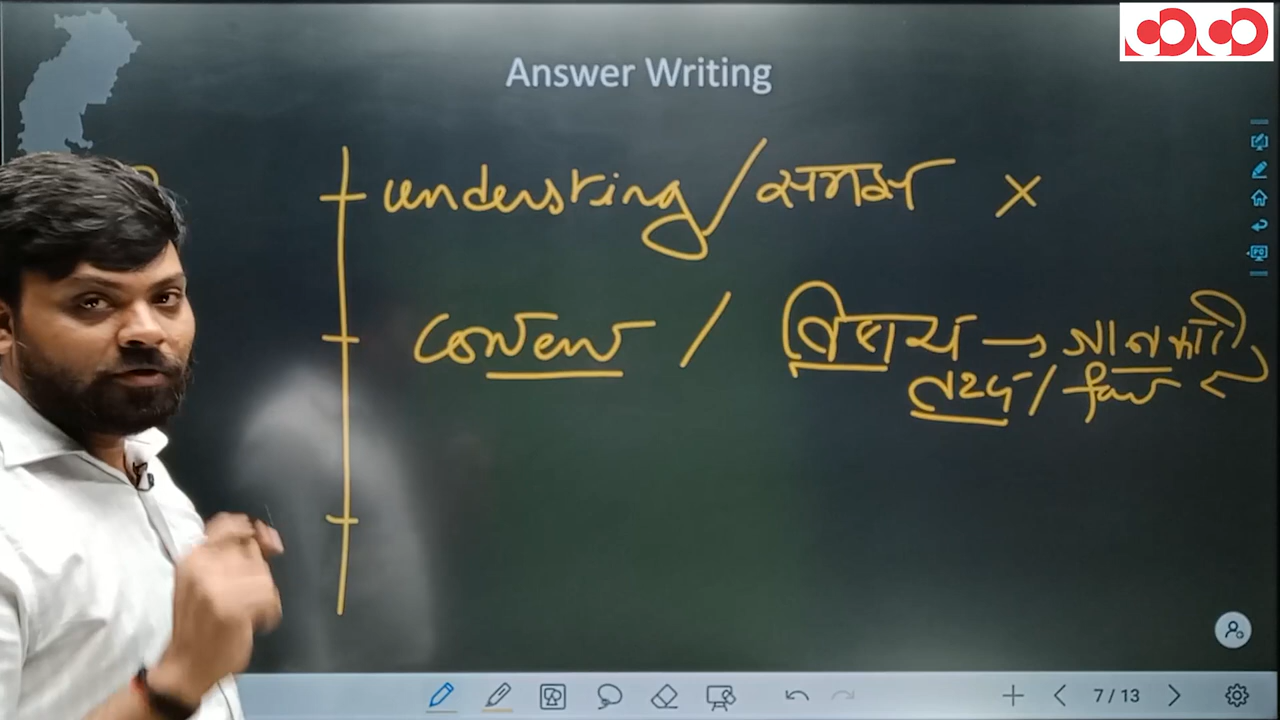 Answer Writing
understing / समझ ×
content / विषय → जानकारी
तथ्य / fact
7 / 13